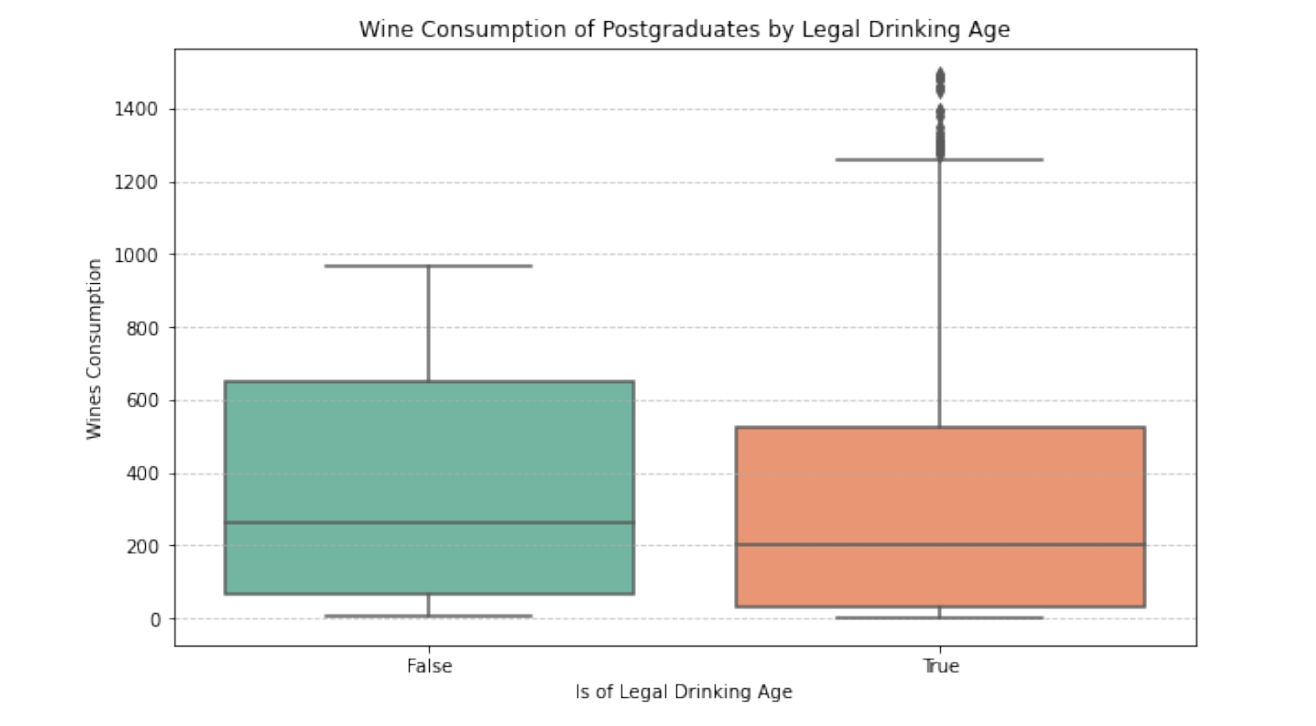 Wine Consumption of Postgraduates by Legal Drinking Age
Wines Consumption
1400
1200
1000
800
600
400
200
0
False
True
Is of Legal Drinking Age